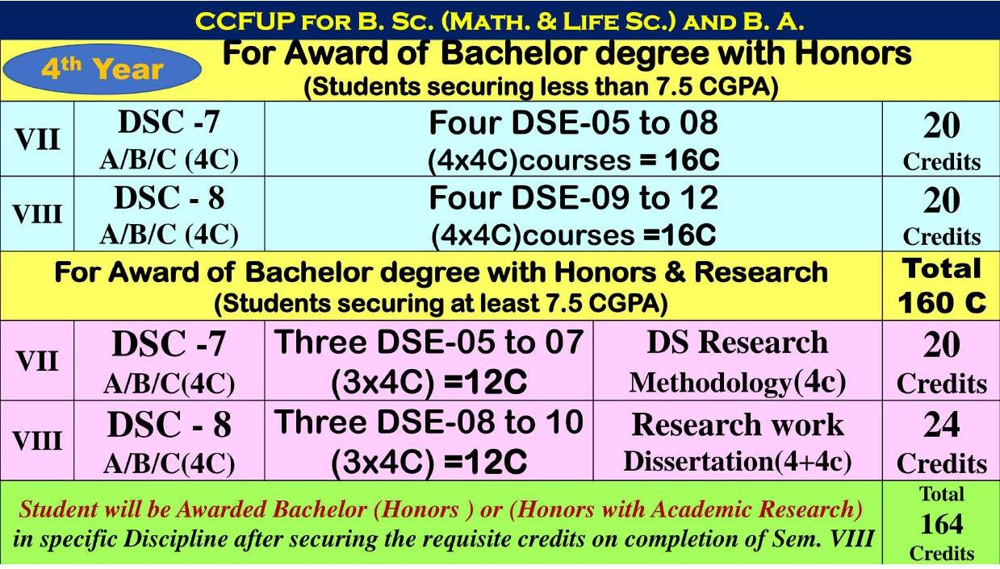 CCFUP FOR B. SC. (MATH. & LIFE SC.) AND B. A.
4th Year
For Award of Bachelor degree with Honors
(Students securing less than 7.5 CGPA)
VII
DSC -7
A/B/C (4C)
Four DSE-05 to 08
(4x4C)courses = 16C
20
Credits
VIII
DSC - 8
A/B/C (4C)
Four DSE-09 to 12
(4x4C)courses =16C
20
Credits
For Award of Bachelor degree with Honors & Research
(Students securing at least 7.5 CGPA)
Total
160 C
VII
DSC -7
A/B/C(4C)
Three DSE-05 to 07
(3x4C) =12C
DS Research
Methodology(4c)
20
Credits
VIII
DSC - 8
A/B/C(4C)
Three DSE-08 to 10
(3x4C) =12C
Research work
Dissertation(4+4c)
24
Credits
Student will be Awarded Bachelor (Honors ) or (Honors with Academic Research)
in specific Discipline after securing the requisite credits on completion of Sem. VIII
Total
164
Credits